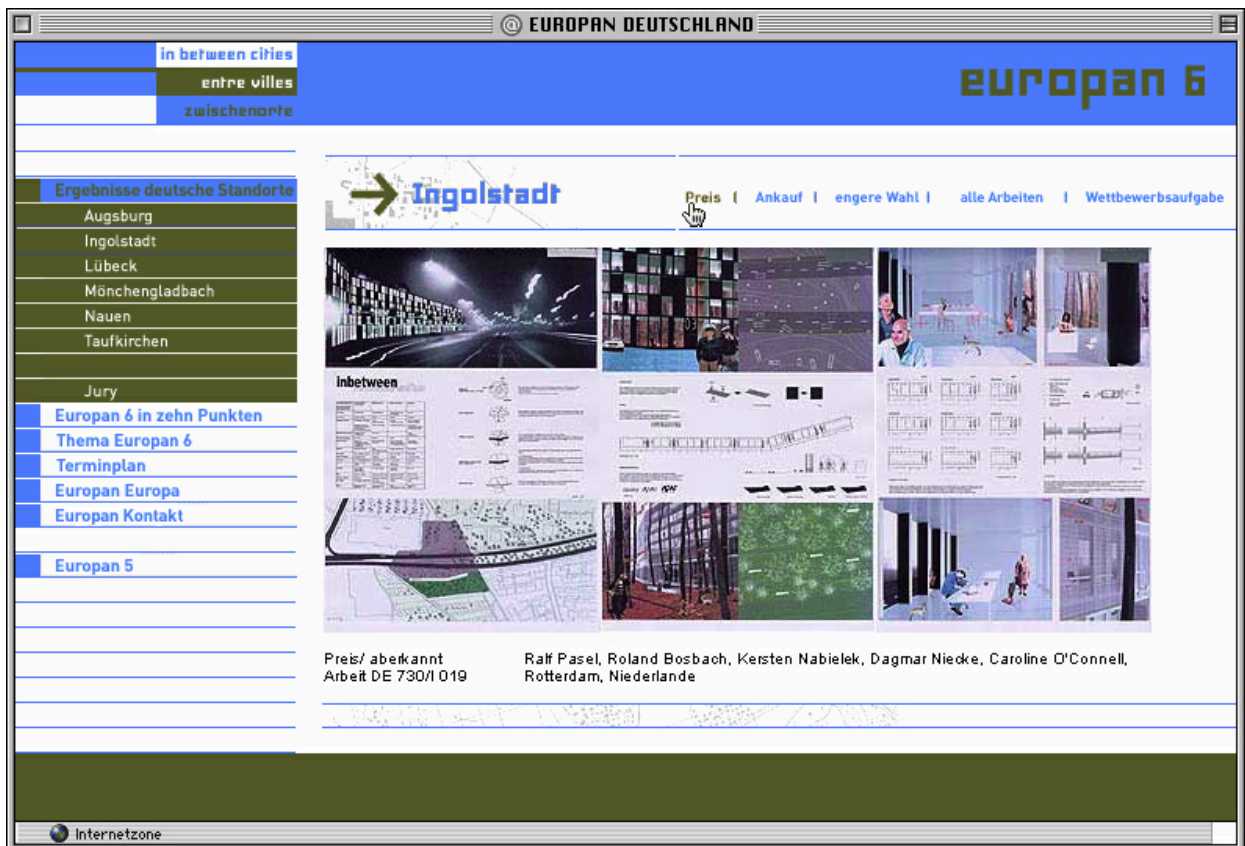 EUROPAN DEUTSCHLAND
in between cities
entre villes
zwischenorte
europan 6
Ergebnisse deutsche Standorte
Augsburg
Ingolstadt
Lübeck
Mönchengladbach
Nauen
Taufkirchen
Jury
Europan 6 in zehn Punkten
Thema Europan 6
Terminplan
Europan Europa
Europan Kontakt
Europan 5
Ingolstadt
Preis | Ankauf | engere Wahl | alle Arbeiten | Wettbewerbsaufgabe
inbetween
Preis/ aberkannt
Arbeit DE 730/I 019
Ralf Pasel, Roland Bosbach, Kersten Nabielek, Dagmar Niecke, Caroline O'Connell,
Rotterdam, Niederlande
Internetzone